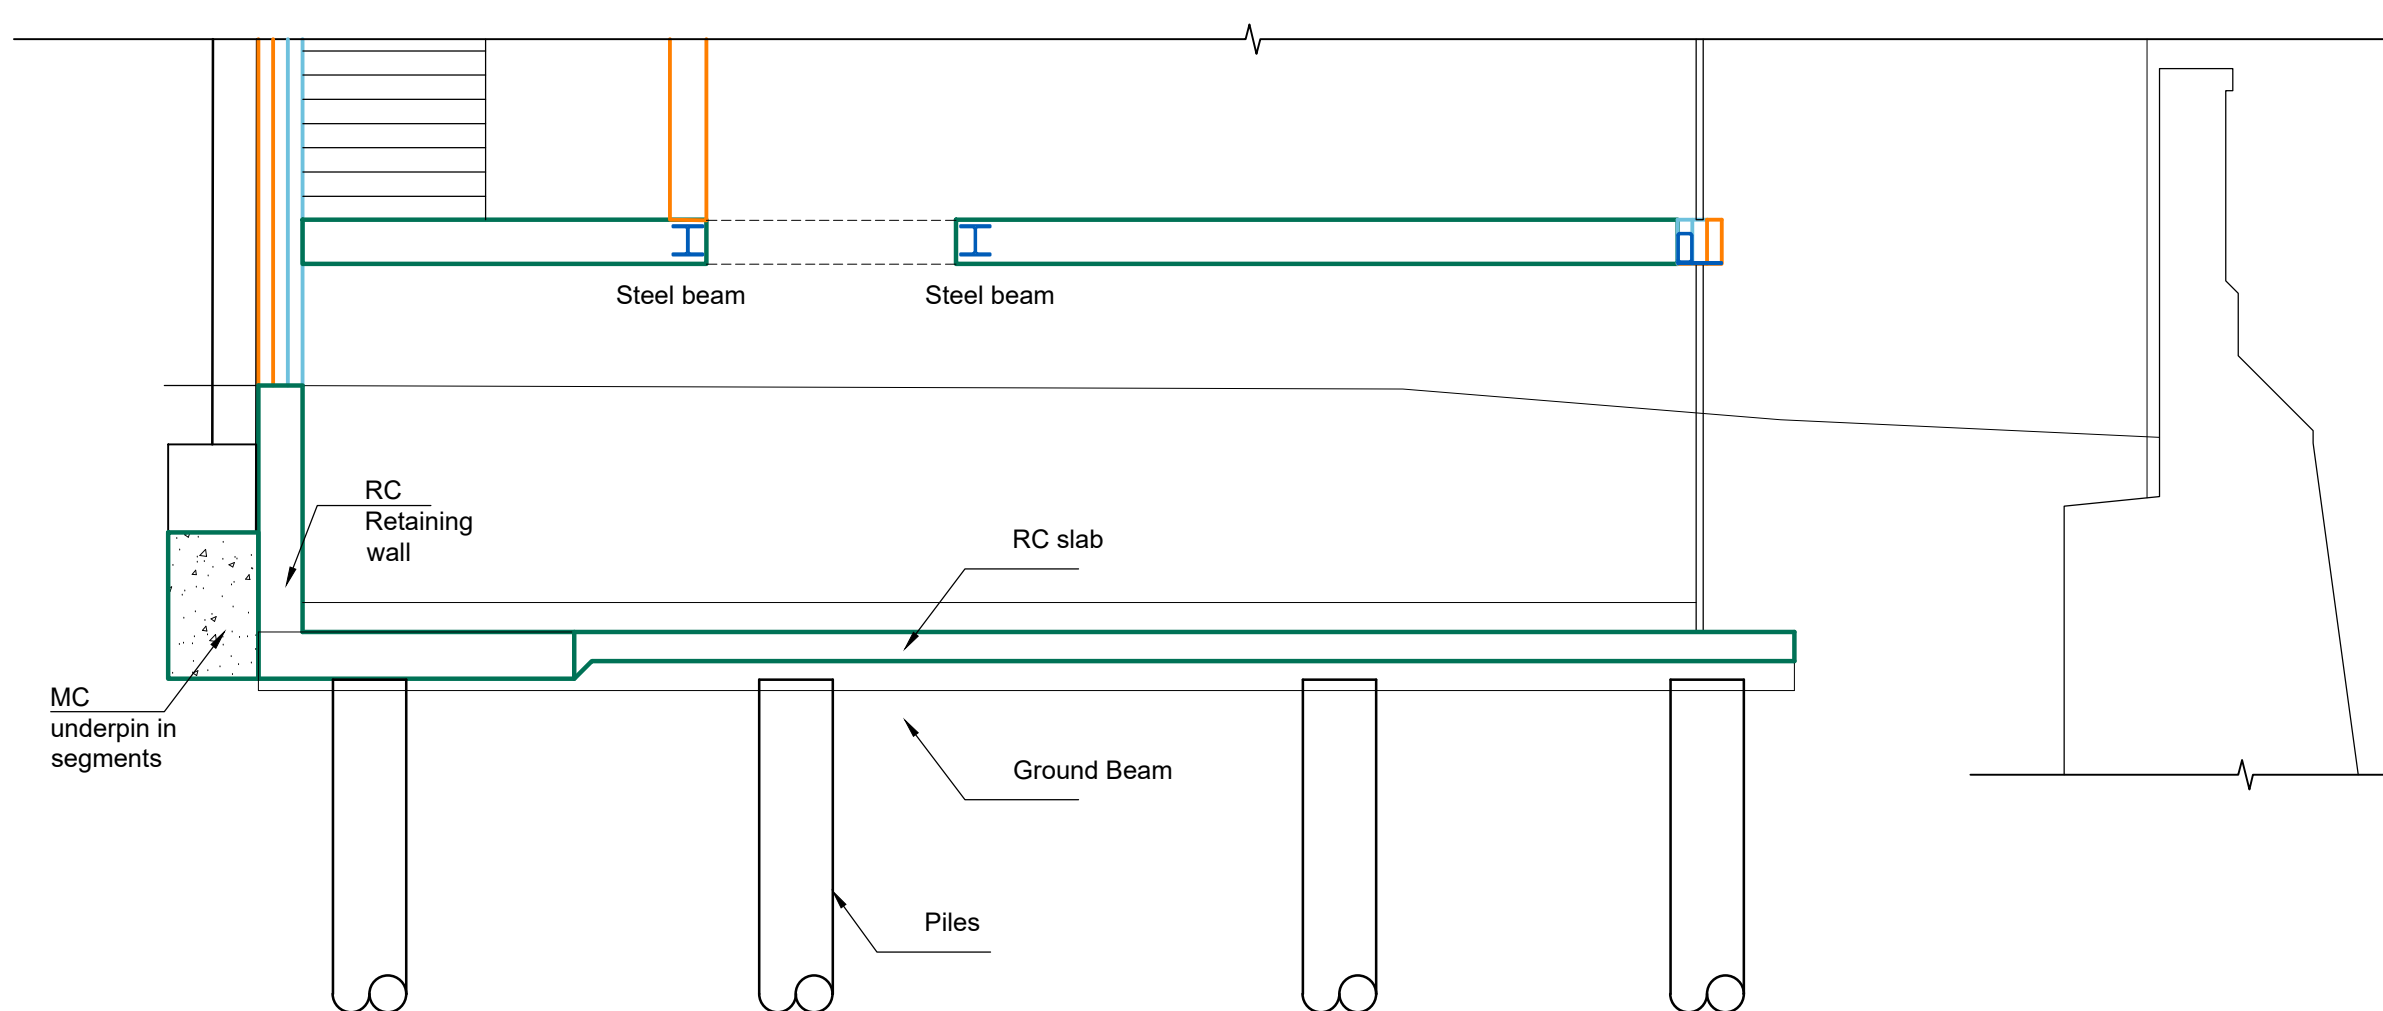 Steel beam
Steel beam
RC
Retaining
wall
RC slab
MC
underpin in
segments
Ground Beam
Piles